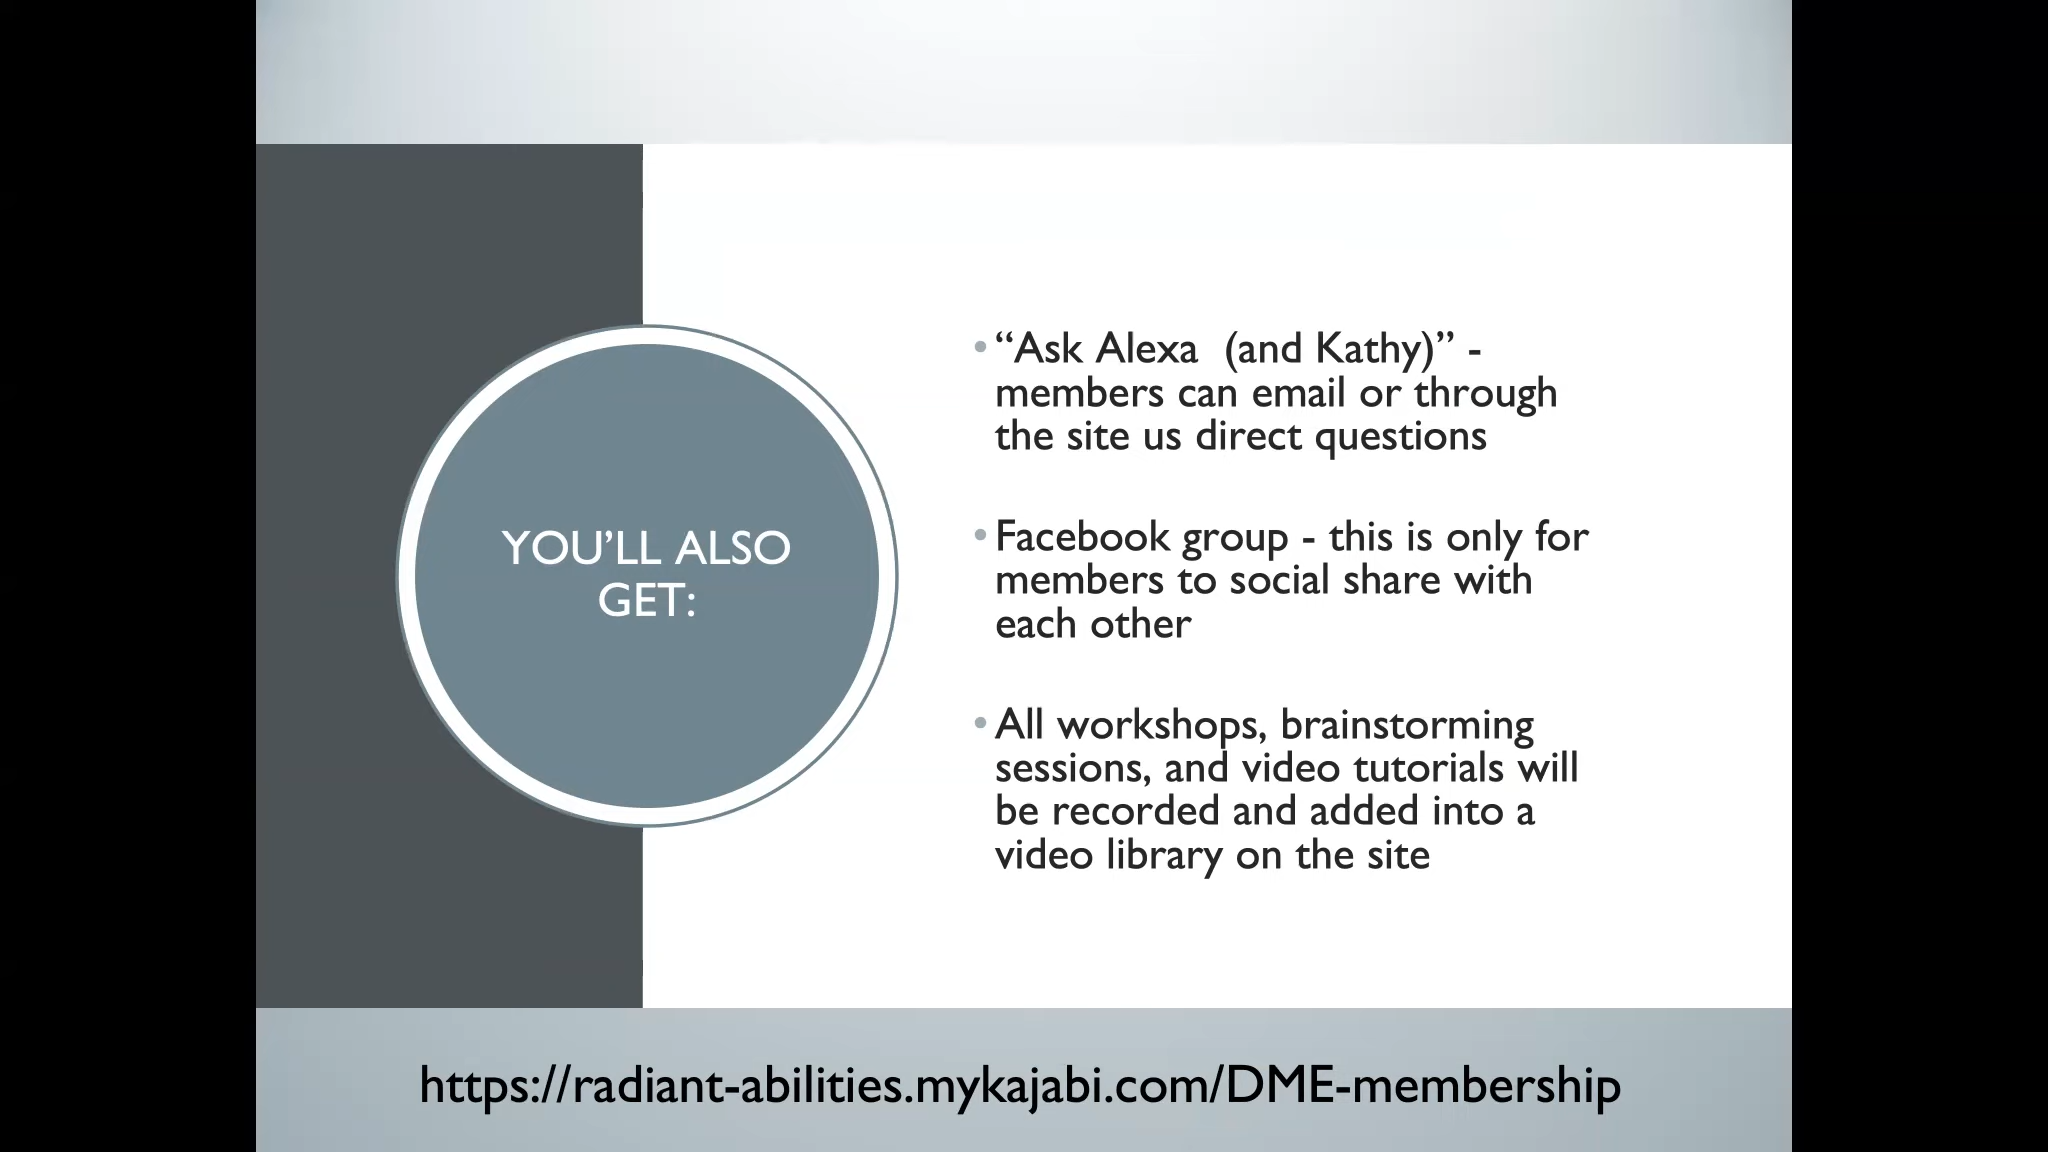 YOU’LL ALSO
GET:
• “Ask Alexa  (and Kathy)” -
members can email or through
the site us direct questions
• Facebook group - this is only for
members to social share with
each other
• All workshops, brainstorming
sessions, and video tutorials will
be recorded and added into a
video library on the site
https://radiant-abilities.mykajabi.com/DME-membership